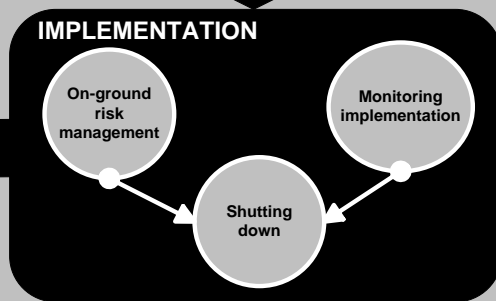 IMPLEMENTATION
On-ground
risk
management
Monitoring
implementation
Shutting
down